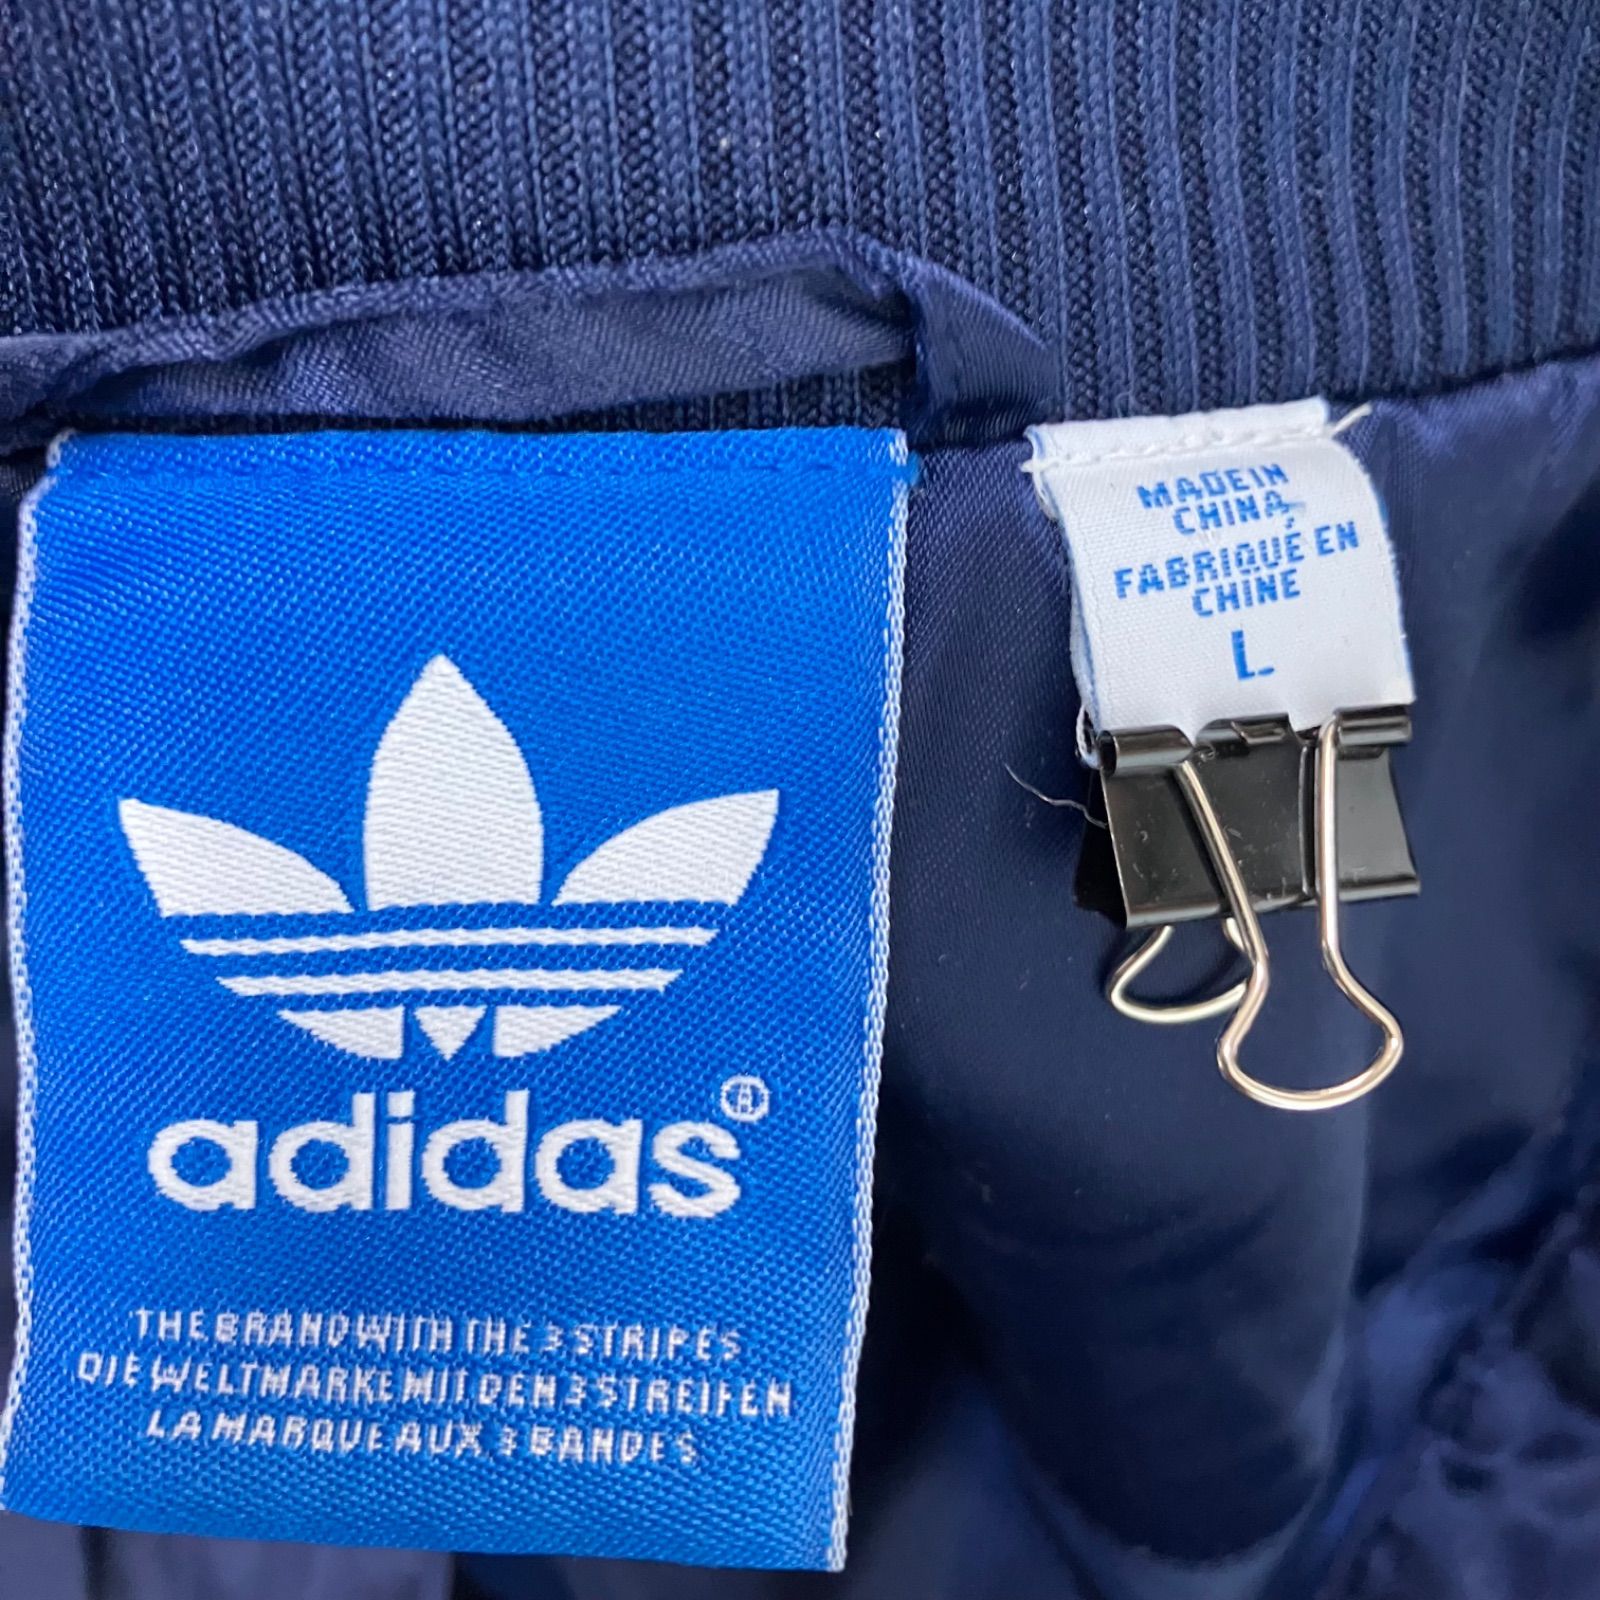 adidas®
THE BRAND WITH THE 3 STRIPES
DIE WELTMARKE MIT DEN 3 STREIFEN
LA MARQUE AUX 3 BANDES
MADE IN
CHINA
FABRIQUÉ EN
CHINE
L